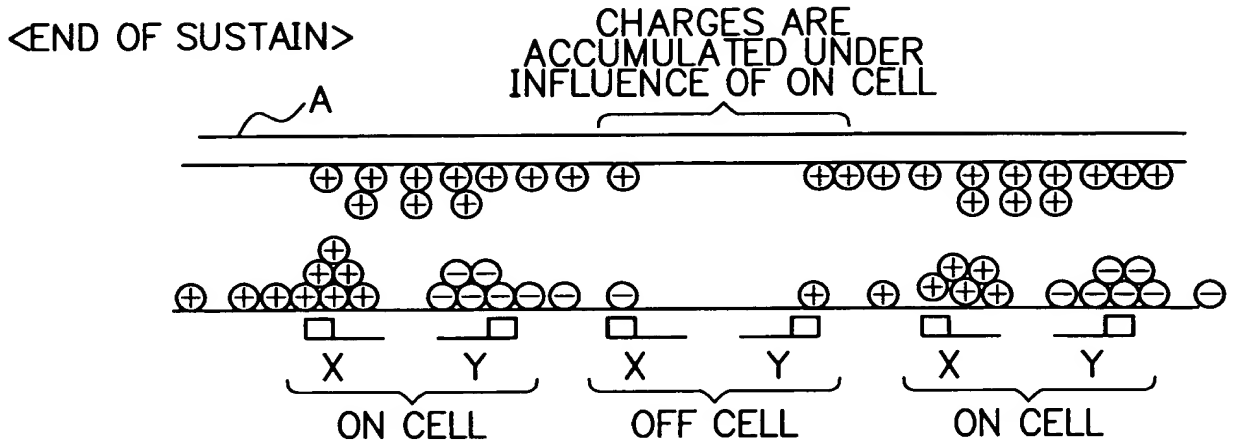 <END OF SUSTAIN>
CHARGES ARE
ACCUMULATED UNDER
INFLUENCE OF ON CELL
A
X Y X Y X Y
ON CELL OFF CELL ON CELL